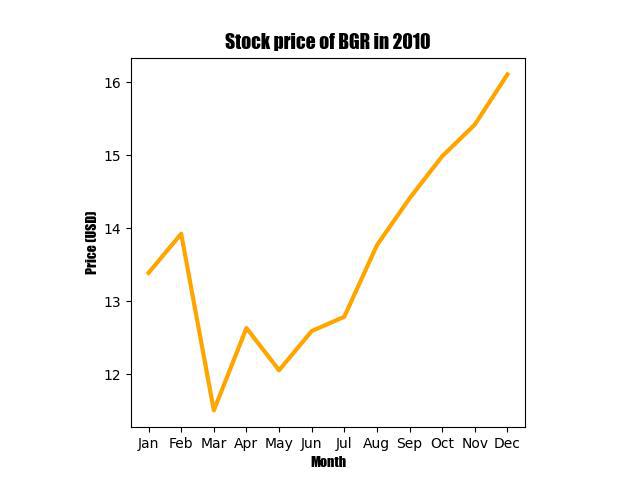 Stock price of BGR in 2010
Price (USD)
16
15
14
13
12
Jan Feb Mar Apr May Jun Jul Aug Sep Oct Nov Dec
Month